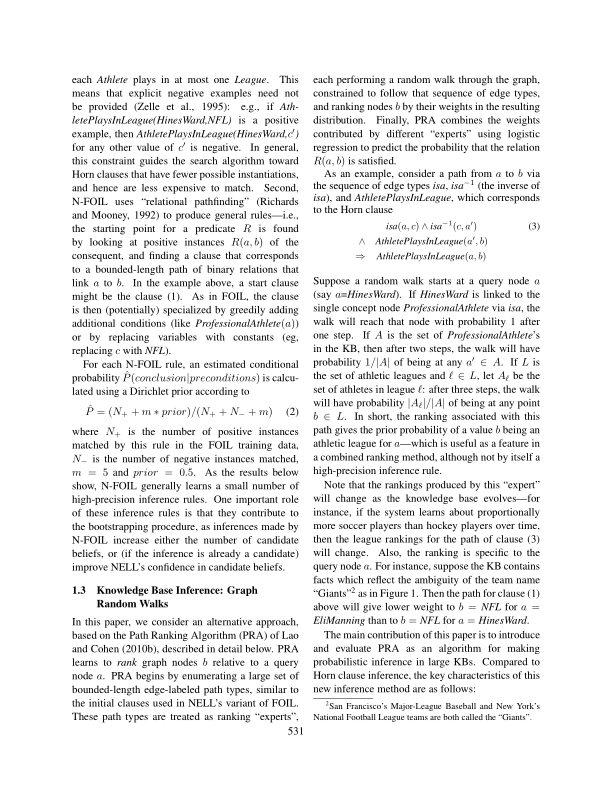 each Athlete plays in at most one League. This
means that explicit negative examples need not
be provided (Zelle et al., 1995): e.g., if Ath-
letePlaysInLeague(HinesWard,NFL) is a positive
example, then AthletePlaysInLeague(HinesWard,c′)
for any other value of c′ is negative. In general,
this constraint guides the search algorithm toward
Horn clauses that have fewer possible instantiations,
and hence are less expensive to match. Second,
N-FOIL uses “relational pathfinding” (Richards
and Mooney, 1992) to produce general rules—i.e.,
the starting point for a predicate R is found
by looking at positive instances R(a, b) of the
consequent, and finding a clause that corresponds
to a bounded-length path of binary relations that
link a to b. In the example above, a start clause
might be the clause (1). As in FOIL, the clause
is then (potentially) specialized by greedily adding
additional conditions (like ProfessionalAthlete(a))
or by replacing variables with constants (eg,
replacing c with NFL).
For each N-FOIL rule, an estimated conditional
probability P̂(conclusion|preconditions) is calcu-
lated using a Dirichlet prior according to
P̂ = (N₊ + m ∗ prior)/(N₊ + N₋ + m) (2)
where N₊ is the number of positive instances
matched by this rule in the FOIL training data,
N₋ is the number of negative instances matched,
m = 5 and prior = 0.5. As the results below
show, N-FOIL generally learns a small number of
high-precision inference rules. One important role
of these inference rules is that they contribute to
the bootstrapping procedure, as inferences made by
N-FOIL increase either the number of candidate
beliefs, or (if the inference is already a candidate)
improve NELL’s confidence in candidate beliefs.
1.3 Knowledge Base Inference: Graph
Random Walks
In this paper, we consider an alternative approach,
based on the Path Ranking Algorithm (PRA) of Lao
and Cohen (2010b), described in detail below. PRA
learns to rank graph nodes b relative to a query
node a. PRA begins by enumerating a large set of
bounded-length edge-labeled path types, similar to
the initial clauses used in NELL’s variant of FOIL.
These path types are treated as ranking “experts”,
each performing a random walk through the graph,
constrained to follow that sequence of edge types,
and ranking nodes b by their weights in the resulting
distribution. Finally, PRA combines the weights
contributed by different “experts” using logistic
regression to predict the probability that the relation
R(a, b) is satisfied.
As an example, consider a path from a to b via
the sequence of edge types isa, isa⁻¹ (the inverse of
isa), and AthletePlaysInLeague, which corresponds
to the Horn clause
isa(a, c) ∧ isa⁻¹(c, a′) (3)
∧ AthletePlaysInLeague(a′, b)
⇒ AthletePlaysInLeague(a, b)
Suppose a random walk starts at a query node a
(say a=HinesWard). If HinesWard is linked to the
single concept node ProfessionalAthlete via isa, the
walk will reach that node with probability 1 after
one step. If A is the set of ProfessionalAthlete’s
in the KB, then after two steps, the walk will have
probability 1/|A| of being at any a′ ∈ A. If L is
the set of athletic leagues and ℓ ∈ L, let Aℓ be the
set of athletes in league ℓ: after three steps, the walk
will have probability |Aℓ|/|A| of being at any point
b ∈ L. In short, the ranking associated with this
path gives the prior probability of a value b being an
athletic league for a—which is useful as a feature in
a combined ranking method, although not by itself a
high-precision inference rule.
Note that the rankings produced by this “expert”
will change as the knowledge base evolves—for
instance, if the system learns about proportionally
more soccer players than hockey players over time,
then the league rankings for the path of clause (3)
will change. Also, the ranking is specific to the
query node a. For instance, suppose the KB contains
facts which reflect the ambiguity of the team name
“Giants”² as in Figure 1. Then the path for clause (1)
above will give lower weight to b = NFL for a =
EliManning than to b = NFL for a = HinesWard.
The main contribution of this paper is to introduce
and evaluate PRA as an algorithm for making
probabilistic inference in large KBs. Compared to
Horn clause inference, the key characteristics of this
new inference method are as follows:
²San Francisco’s Major-League Baseball and New York’s
National Football League teams are both called the “Giants”.
531